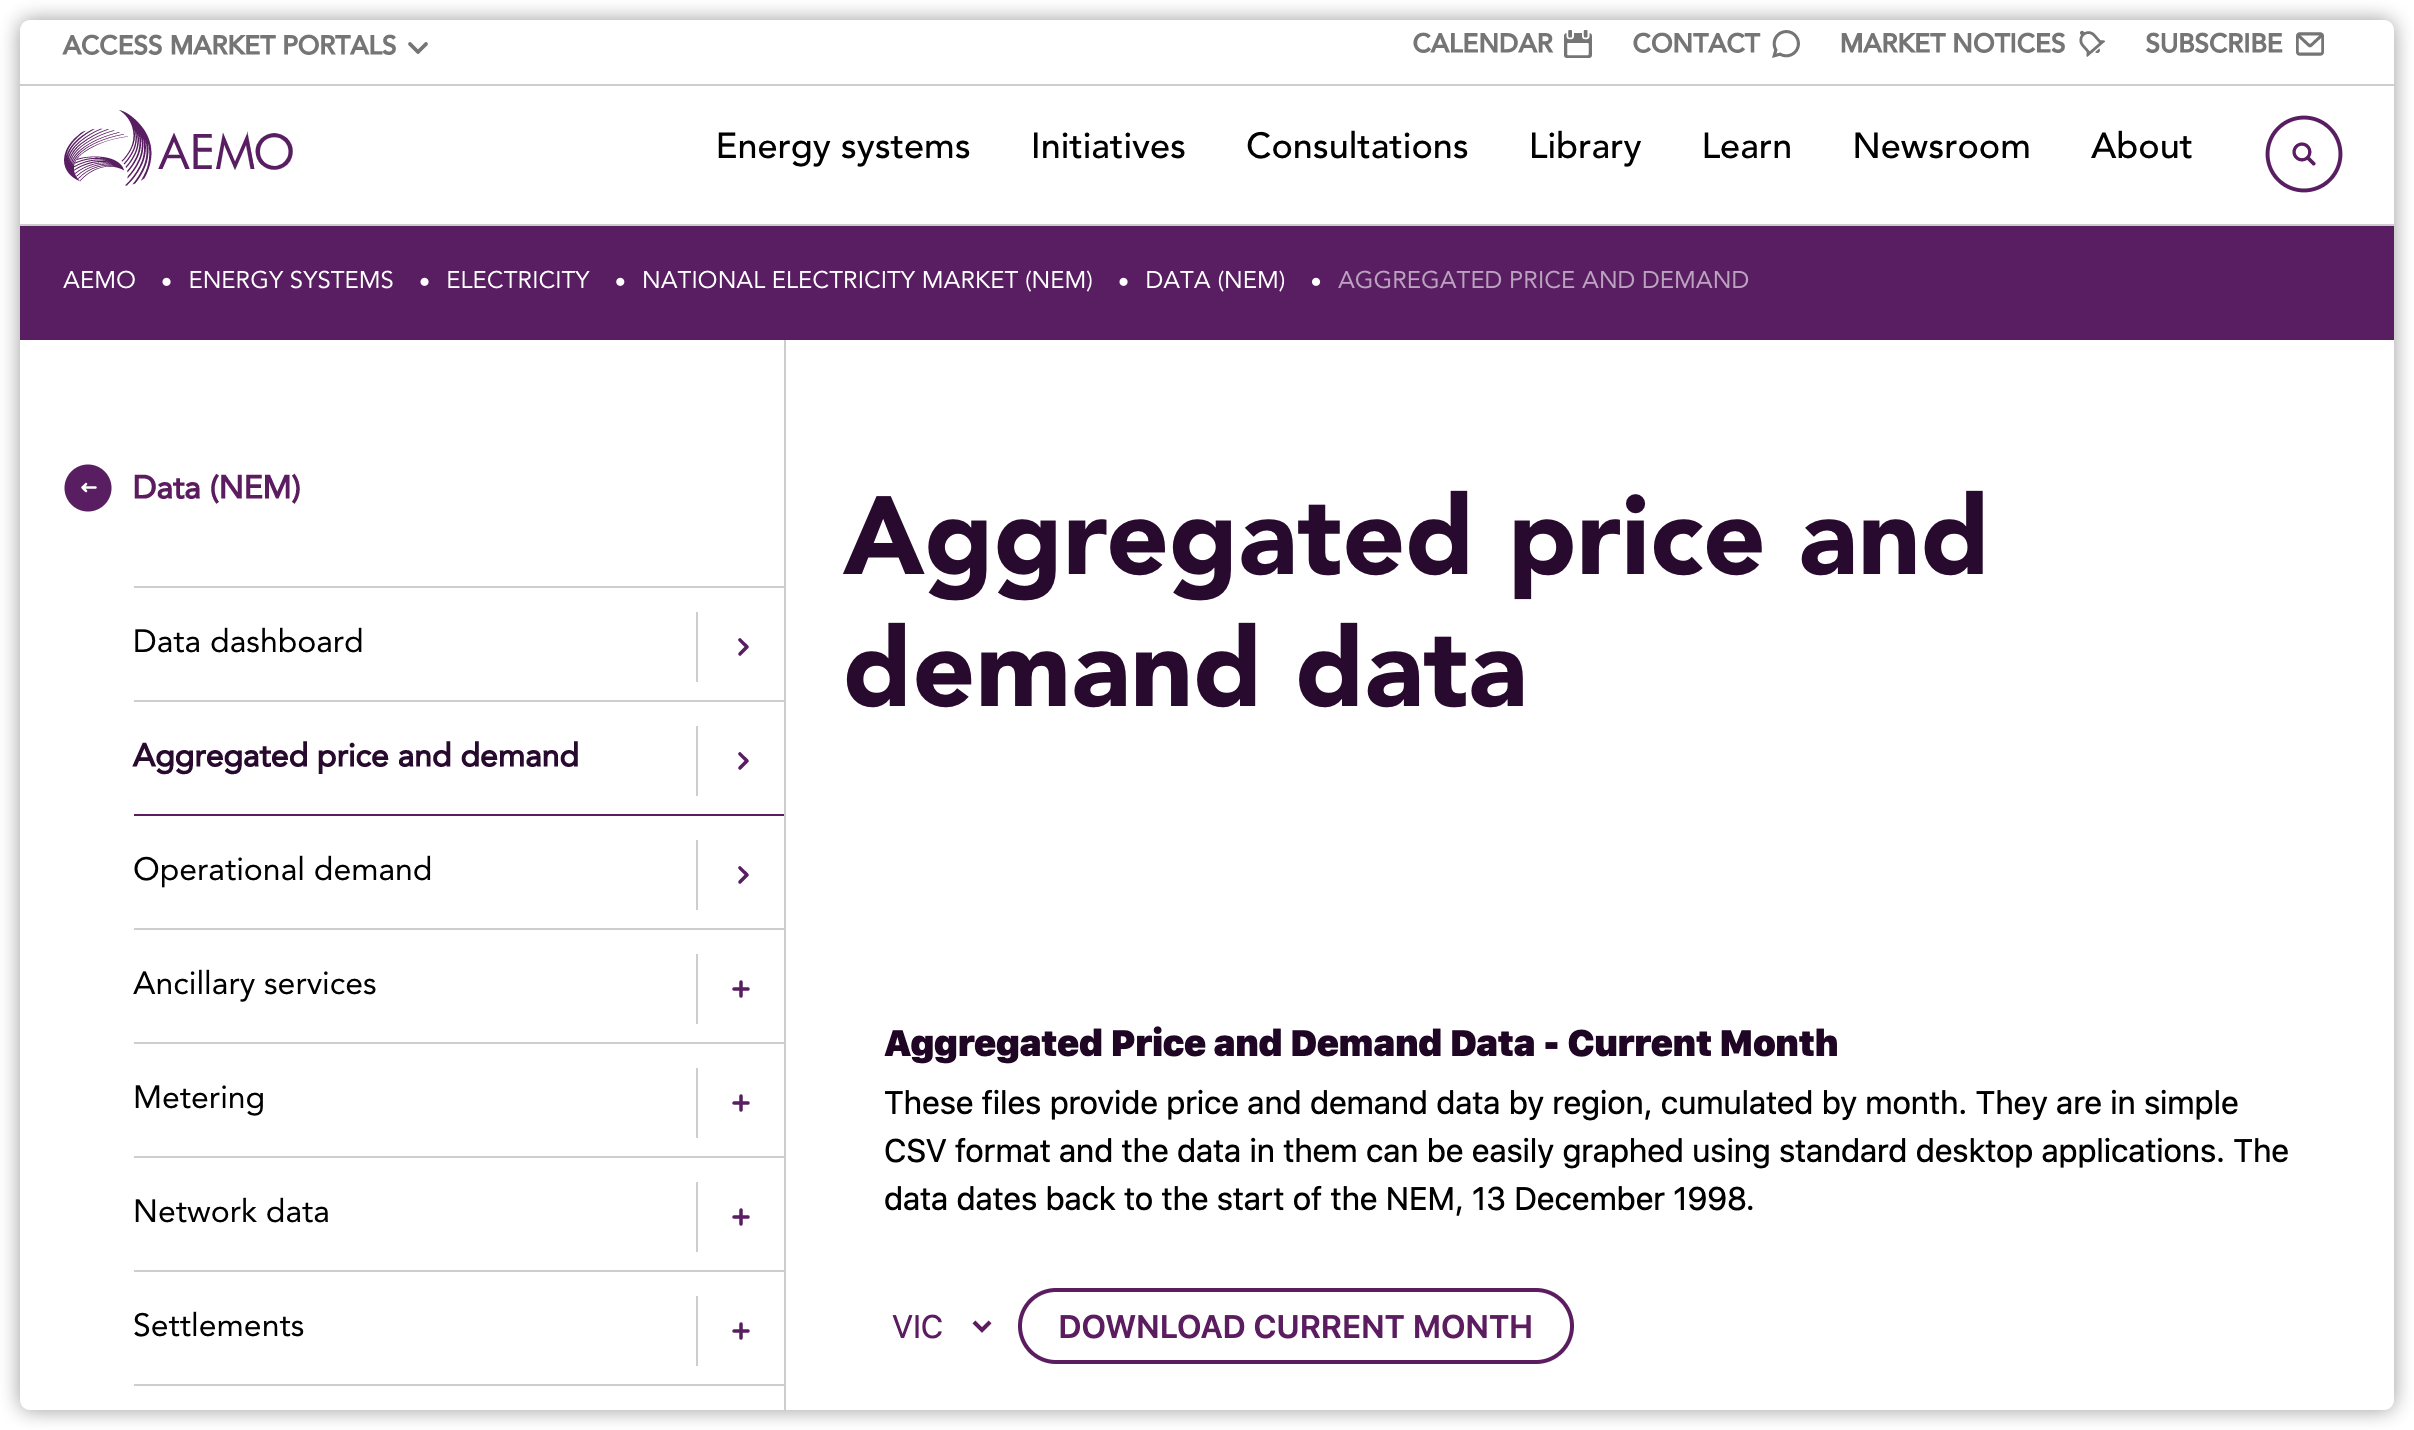 ACCESS MARKET PORTALS
CALENDAR CONTACT MARKET NOTICES SUBSCRIBE
AEMO
Energy systems Initiatives Consultations Library Learn Newsroom About
AEMO • ENERGY SYSTEMS • ELECTRICITY • NATIONAL ELECTRICITY MARKET (NEM) • DATA (NEM) • AGGREGATED PRICE AND DEMAND
Data (NEM)
Data dashboard
Aggregated price and demand
Operational demand
Ancillary services
Metering
Network data
Settlements
Aggregated price and
demand data
Aggregated Price and Demand Data - Current Month
These files provide price and demand data by region, cumulated by month. They are in simple
CSV format and the data in them can be easily graphed using standard desktop applications. The
data dates back to the start of the NEM, 13 December 1998.
VIC
DOWNLOAD CURRENT MONTH